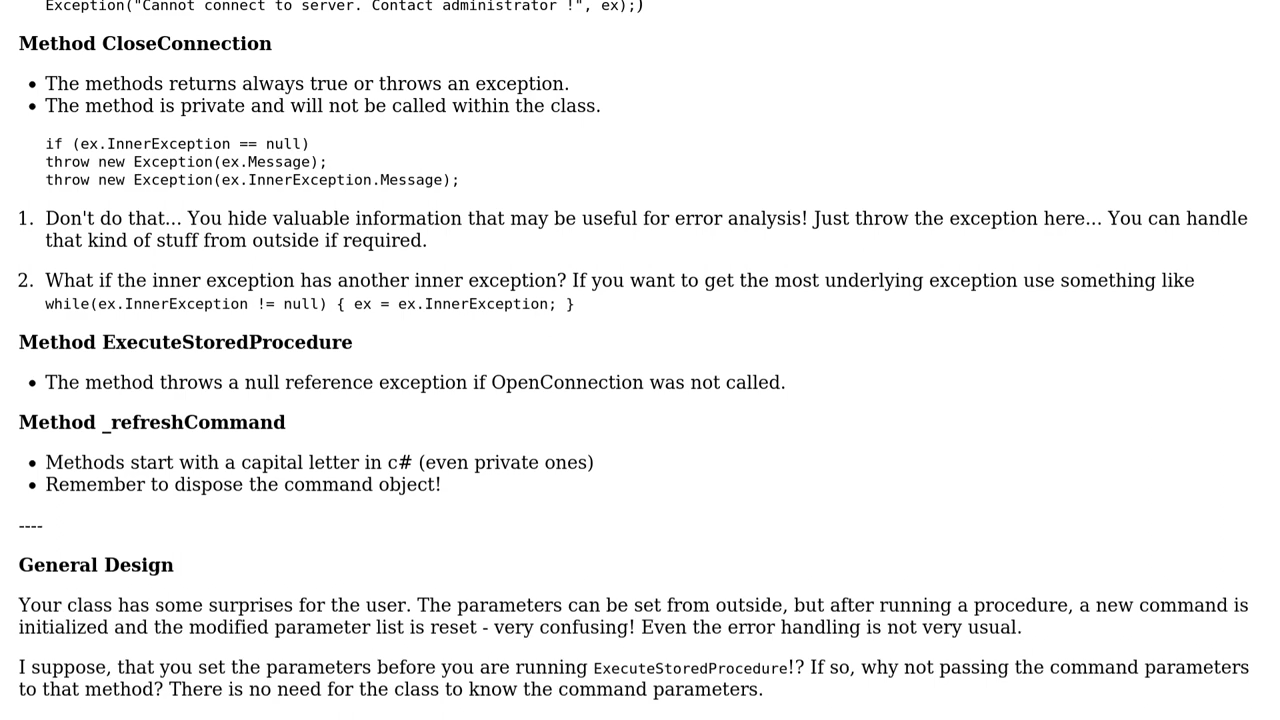 Exception("Cannot connect to server. Contact administrator !", ex);)
Method CloseConnection
• The methods returns always true or throws an exception.
• The method is private and will not be called within the class.
if (ex.InnerException == null)
throw new Exception(ex.Message);
throw new Exception(ex.InnerException.Message);
1. Don't do that... You hide valuable information that may be useful for error analysis! Just throw the exception here... You can handle
that kind of stuff from outside if required.
2. What if the inner exception has another inner exception? If you want to get the most underlying exception use something like
while(ex.InnerException != null) { ex = ex.InnerException; }
Method ExecuteStoredProcedure
• The method throws a null reference exception if OpenConnection was not called.
Method _refreshCommand
• Methods start with a capital letter in c# (even private ones)
• Remember to dispose the command object!
----
General Design
Your class has some surprises for the user. The parameters can be set from outside, but after running a procedure, a new command is
initialized and the modified parameter list is reset - very confusing! Even the error handling is not very usual.
I suppose, that you set the parameters before you are running ExecuteStoredProcedure!? If so, why not passing the command parameters
to that method? There is no need for the class to know the command parameters.